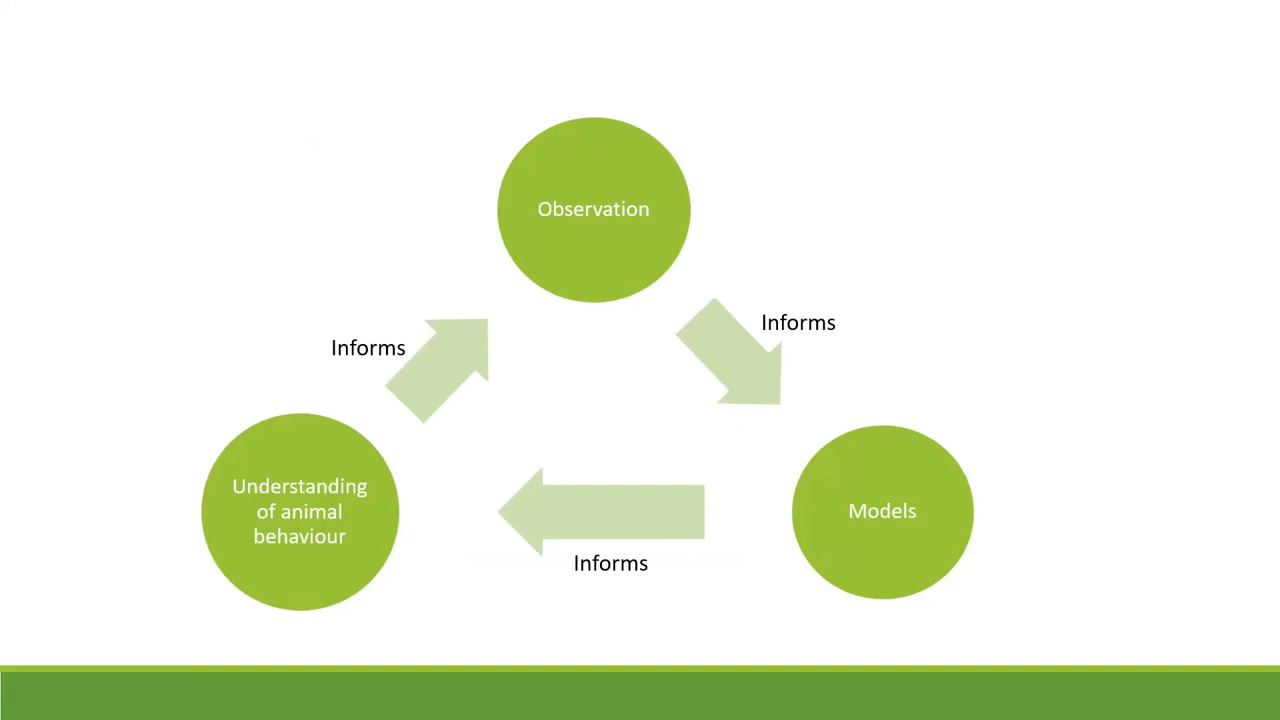 Observation
Informs
Informs
Understanding
of animal
behaviour
Models
Informs